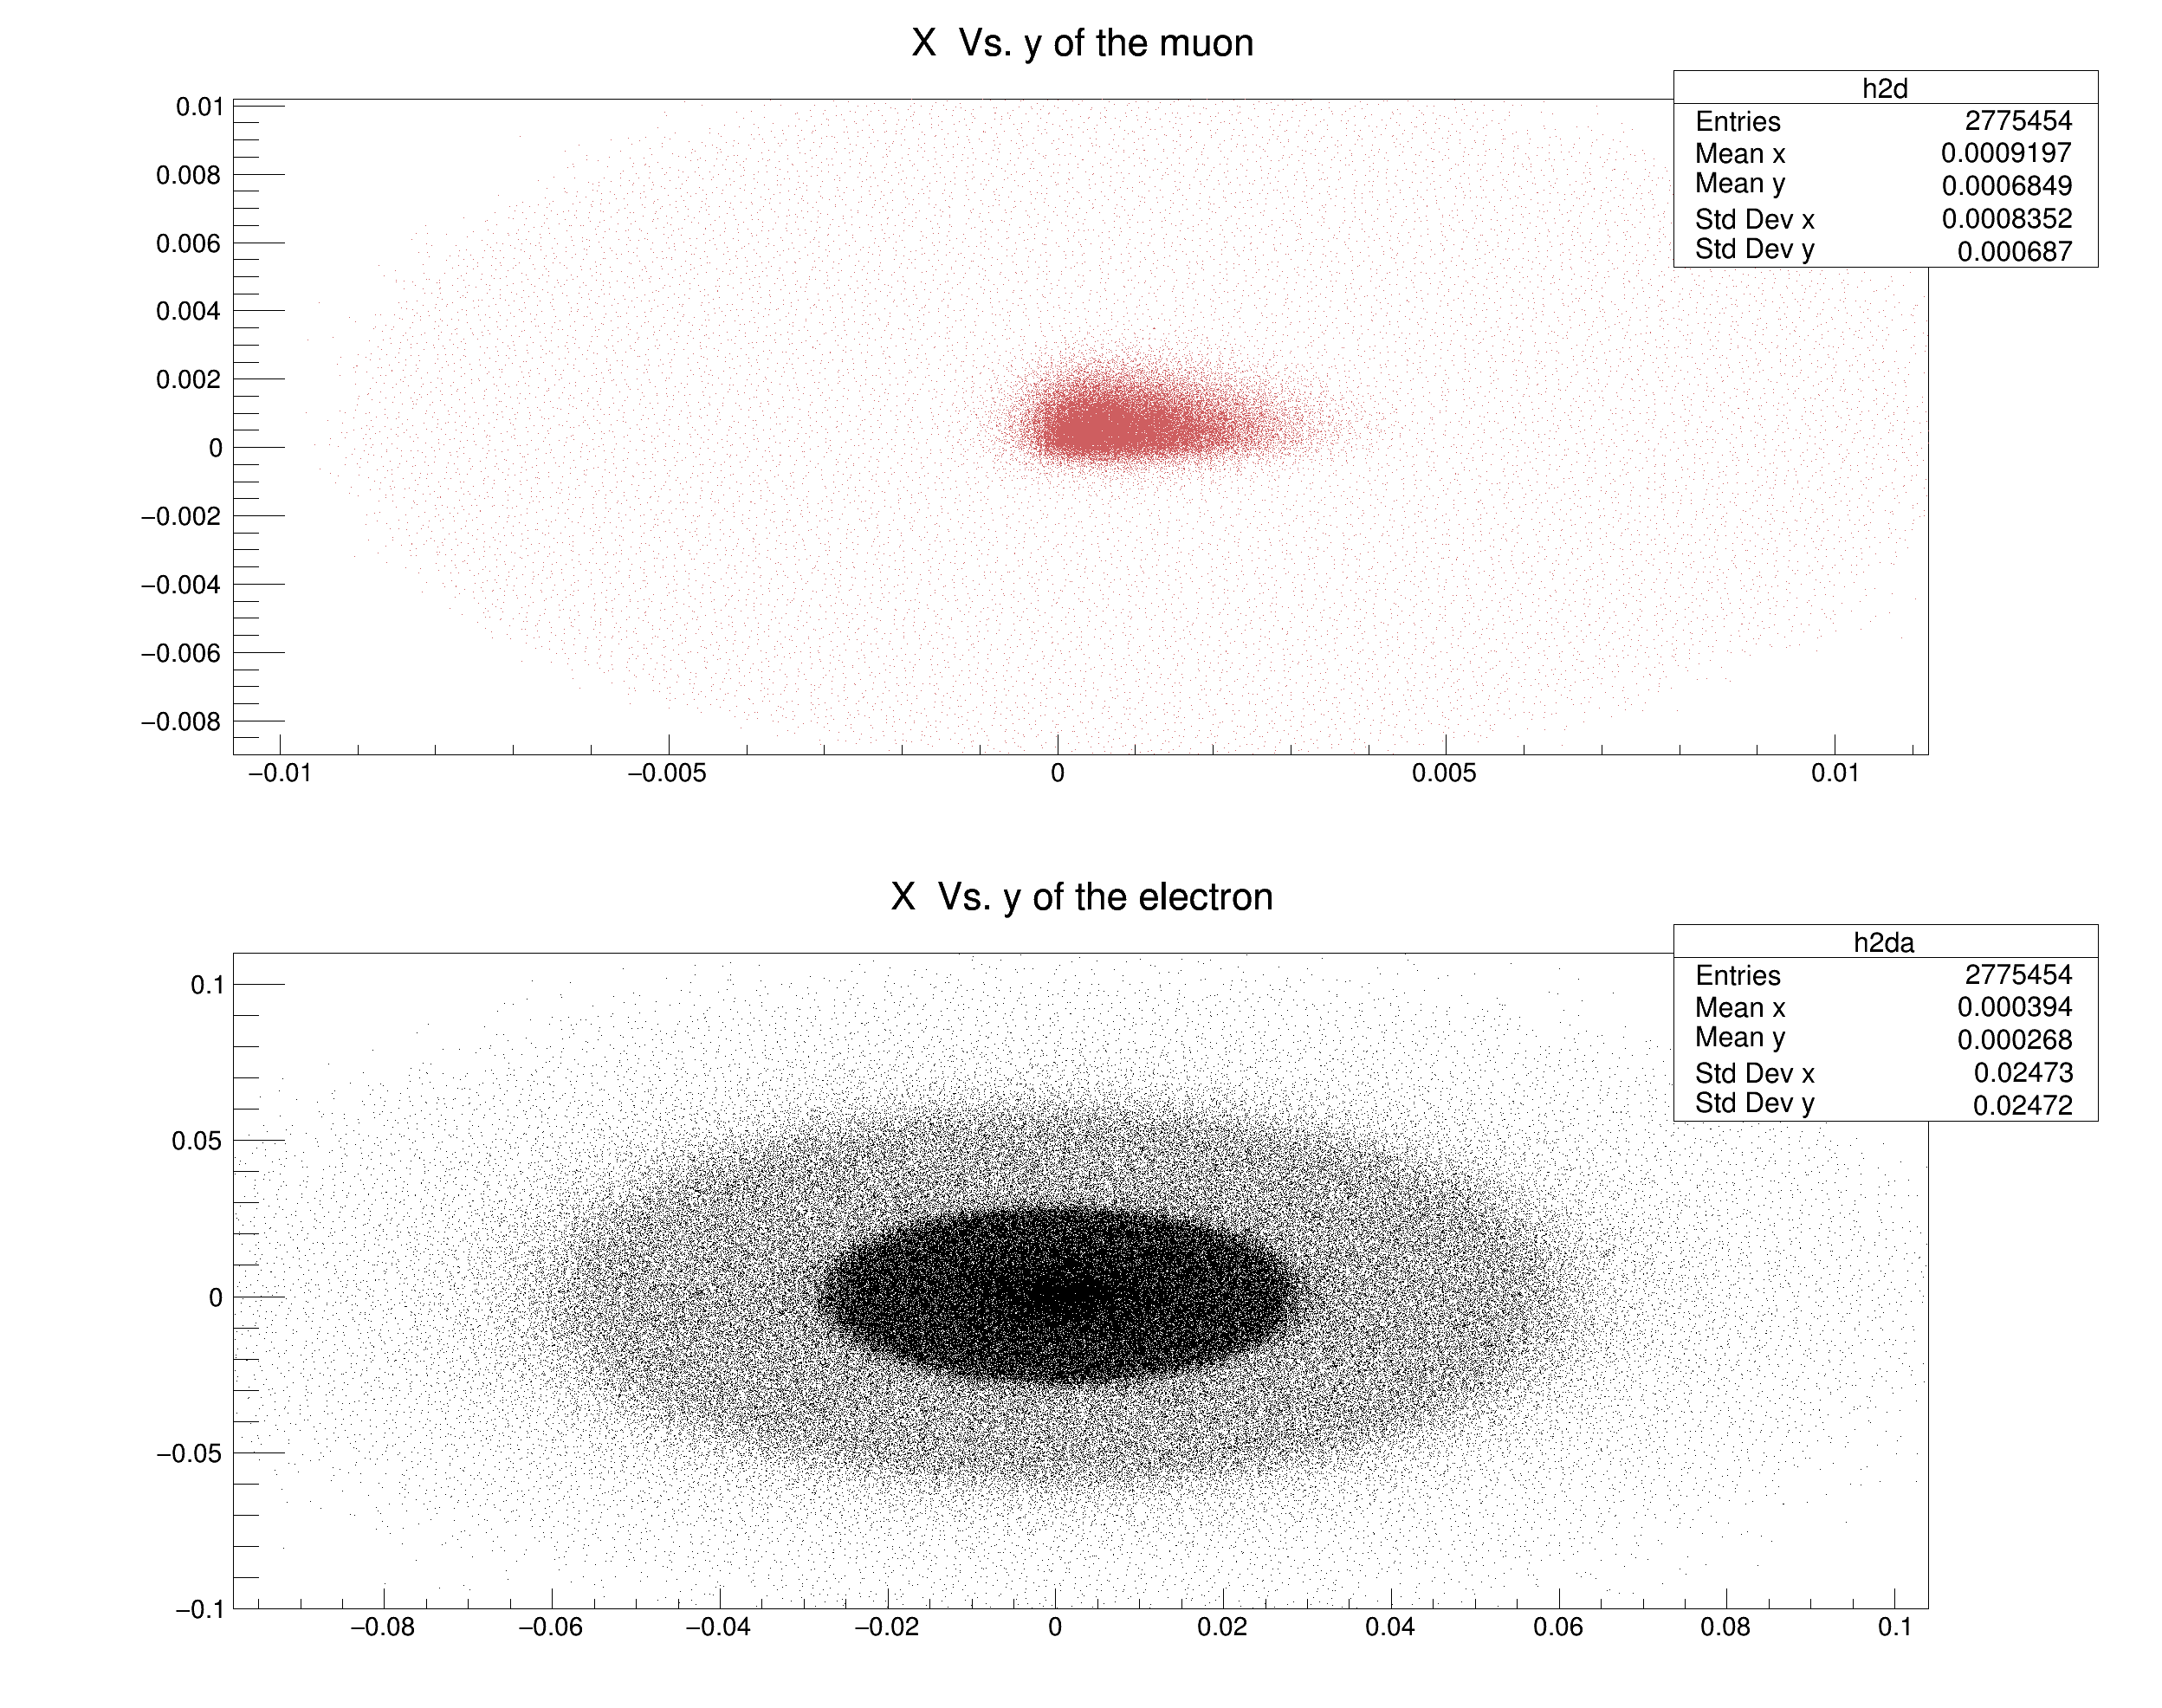 X Vs. y of the muon
h2d
Entries 2775454
Mean x 0.0009197
Mean y 0.0006849
Std Dev x 0.0008352
Std Dev y 0.000687
0.01
0.008
0.006
0.004
0.002
0
−0.002
−0.004
−0.006
−0.008
−0.01 −0.005 0 0.005 0.01
X Vs. y of the electron
h2da
Entries 2775454
Mean x 0.000394
Mean y 0.000268
Std Dev x 0.02473
Std Dev y 0.02472
0.1
0.05
0
−0.05
−0.1
−0.08 −0.06 −0.04 −0.02 0 0.02 0.04 0.06 0.08 0.1